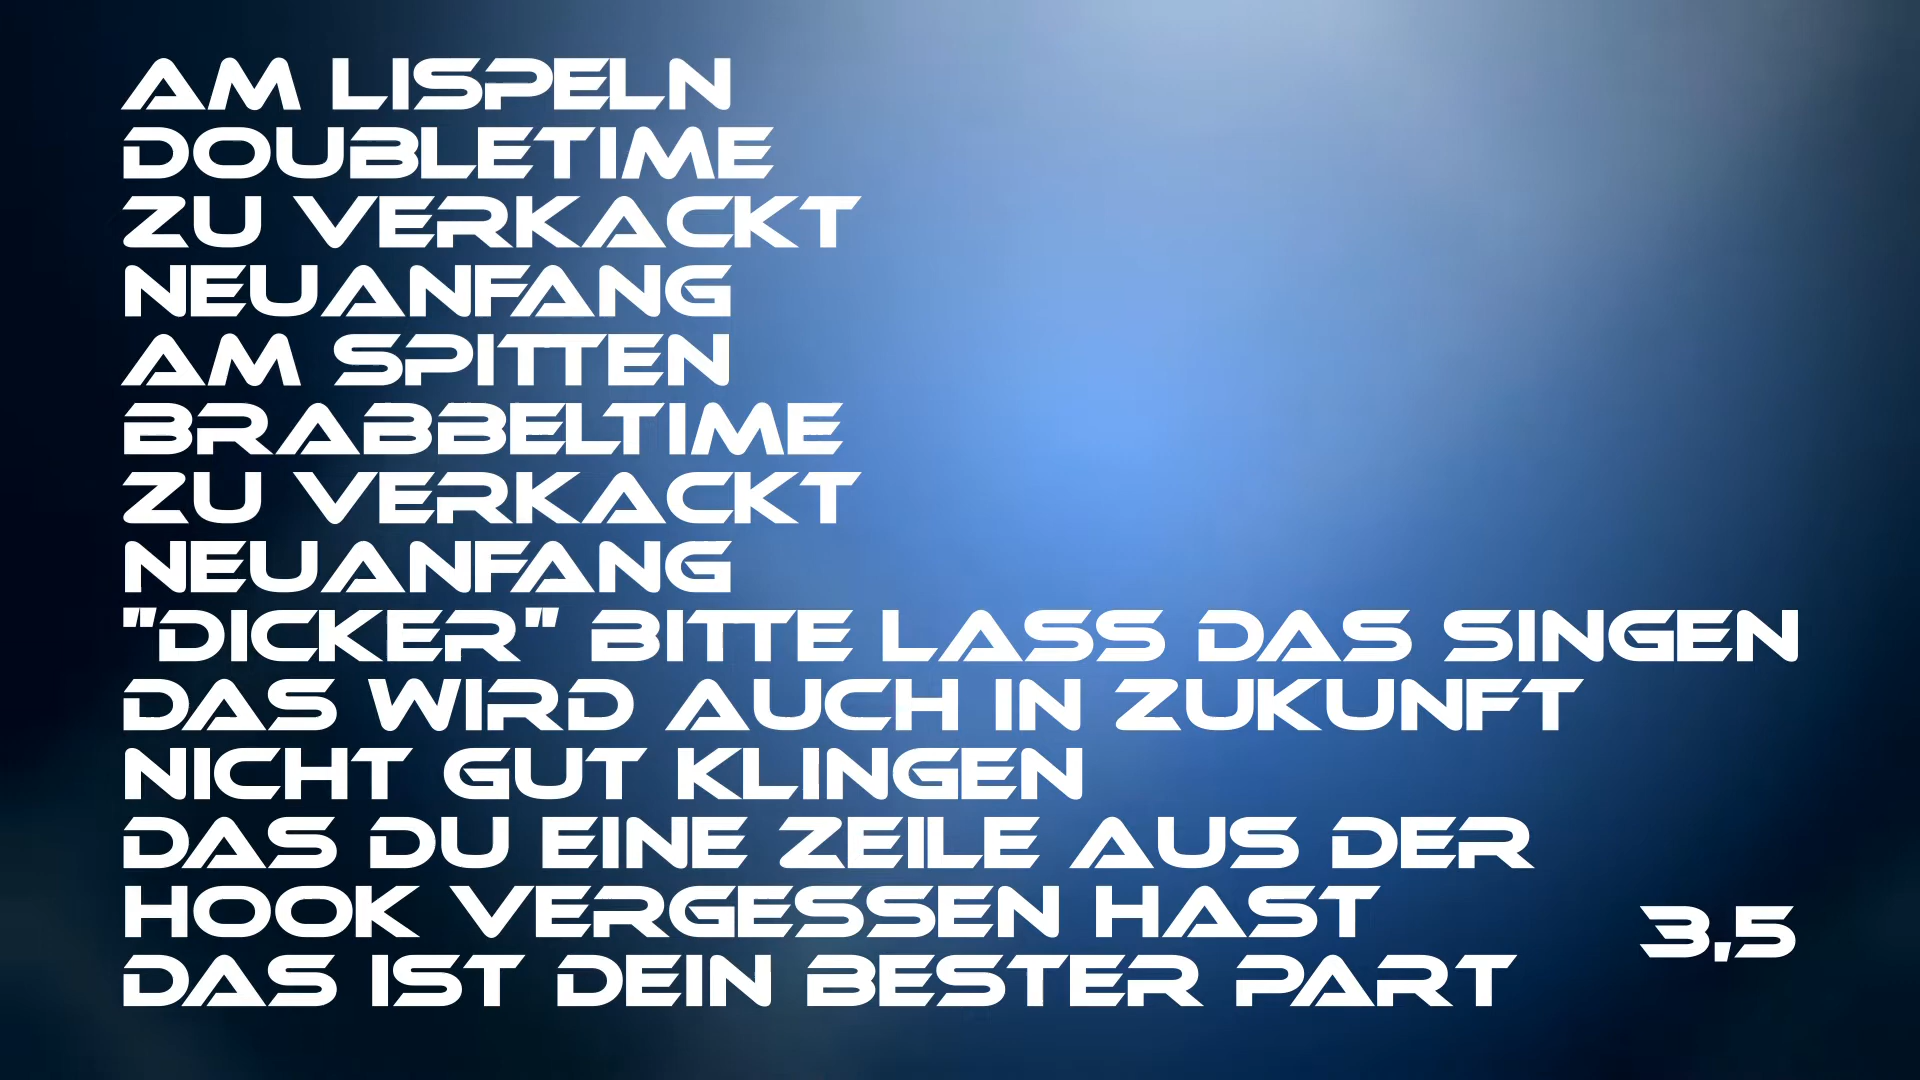 AM LISPELN
DOUBLETIME
ZU VERKACKT
NEUANFANG
AM SPITTEN
BRABBELTIME
ZU VERKACKT
NEUANFANG
"DICKER" BITTE LASS DAS SINGEN
DAS WIRD AUCH IN ZUKUNFT
NICHT GUT KLINGEN
DAS DU EINE ZEILE AUS DER
HOOK VERGESSEN HAST
DAS IST DEIN BESTER PART
3,5